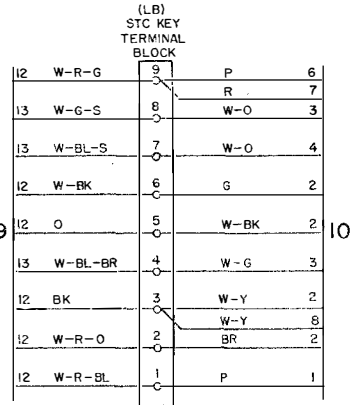 (LB)
STC KEY
TERMINAL
BLOCK
12 W-R-G 9 P 6
R 7
13 W-G-S 8 W-O 3
13 W-BL-S 7 W-O 4
12 W-BK 6 G 2
9 12 O 5 W-BK 2 10
13 W-BL-BR 4 W-G 3
12 BK 3 W-Y 2
W-Y 8
12 W-R-O 2 BR 2
12 W-R-BL 1 P 1